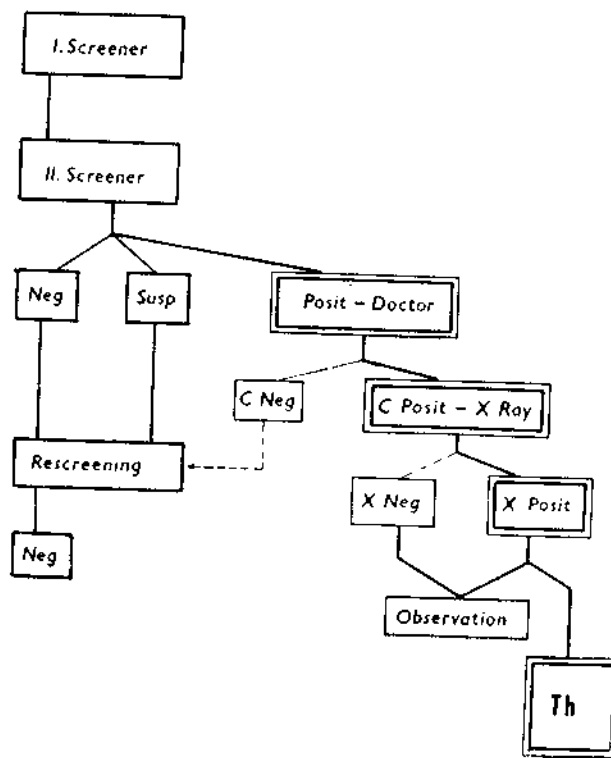 I. Screener
II. Screener
Neg
Susp
Posit - Doctor
C Neg
C Posit - X Ray
Rescreening
X Neg
X Posit
Neg
Observation
Th